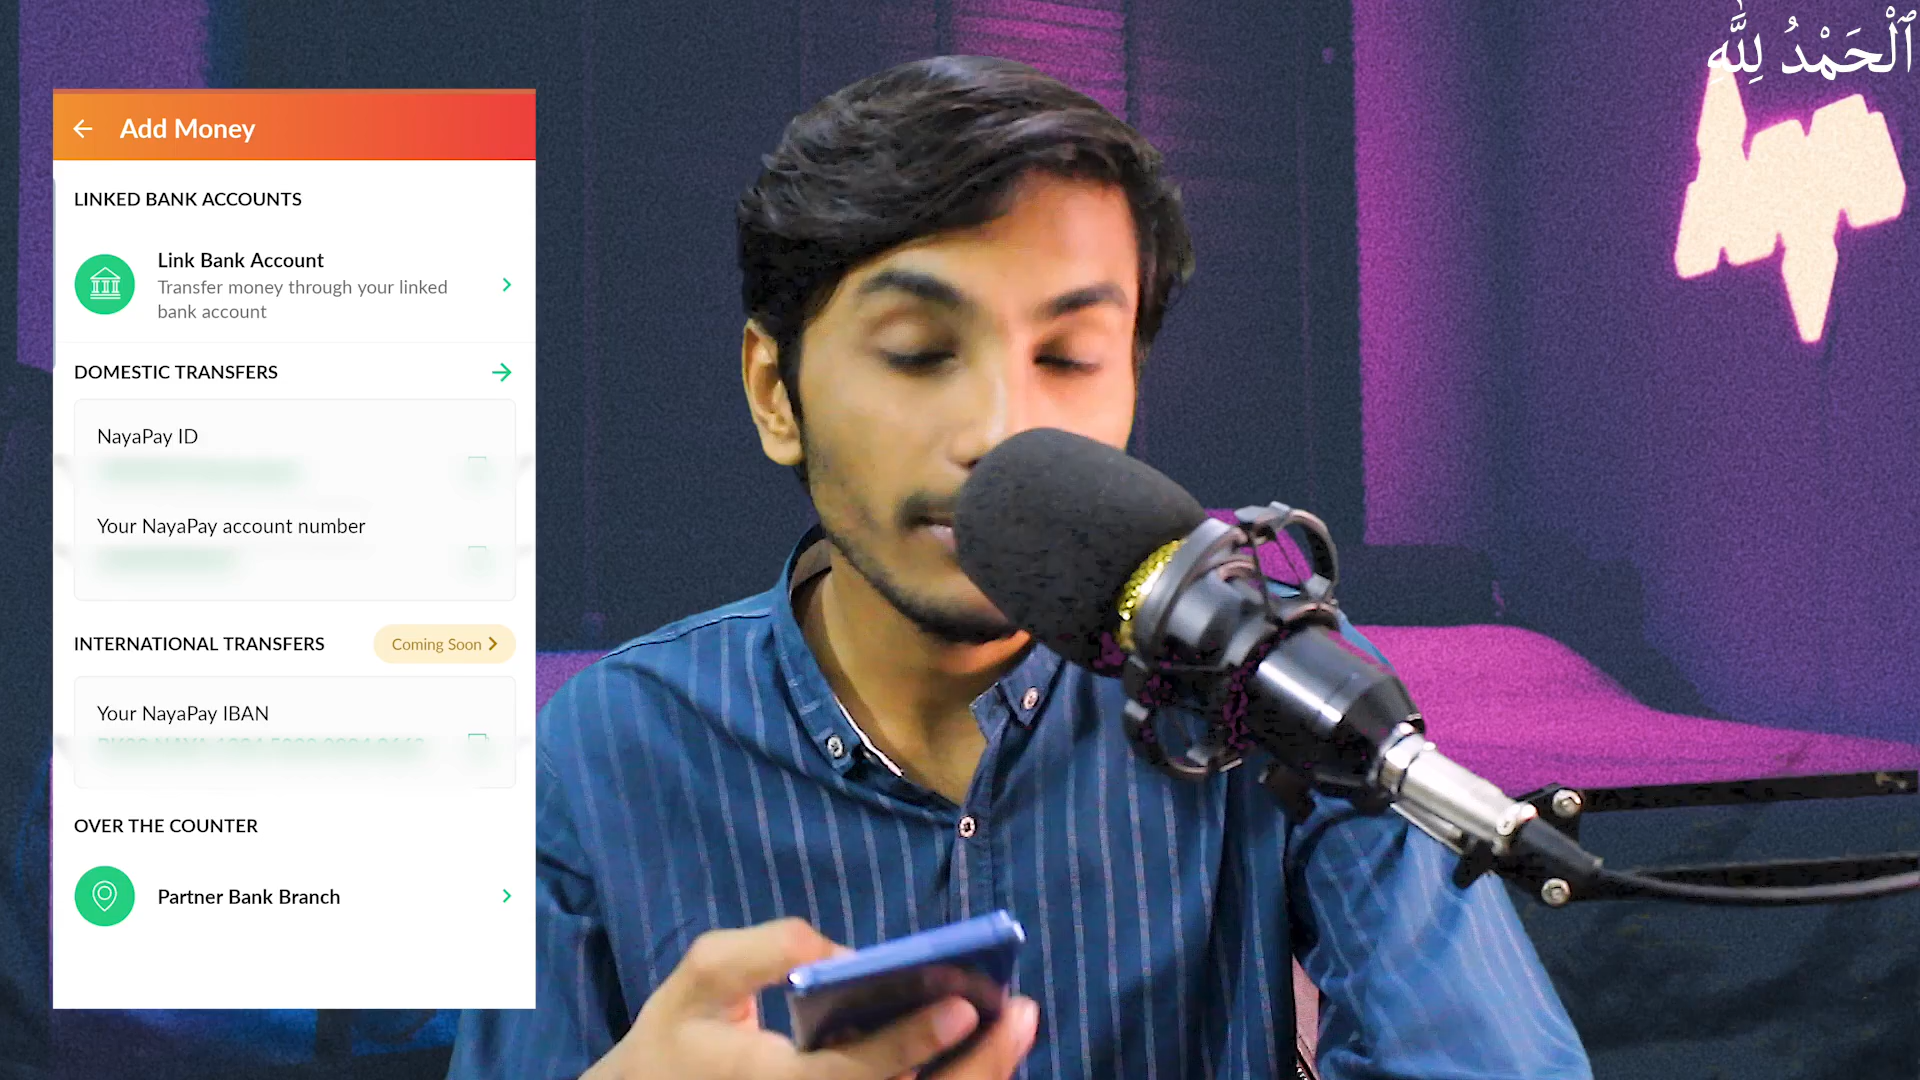 ٱلْحَمْدُ لِلَّٰهِ
Add Money
LINKED BANK ACCOUNTS
Link Bank Account
Transfer money through your linked
bank account
DOMESTIC TRANSFERS
NayaPay ID
Your NayaPay account number
INTERNATIONAL TRANSFERS
Coming Soon
Your NayaPay IBAN
OVER THE COUNTER
Partner Bank Branch